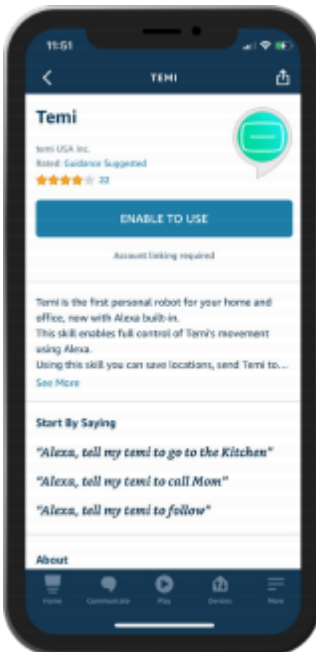 11:51
TEMI
Temi
temi USA Inc.
Rated: Guidance Suggested
22
ENABLE TO USE
Account linking required
Temi is the first personal robot for your home and
office, now with Alexa built-in.
This skill enables full control of Temi's movement
using Alexa.
Using this skill you can save locations, send Temi to...
See More
Start By Saying
"Alexa, tell my temi to go to the Kitchen"
"Alexa, tell my temi to call Mom"
"Alexa, tell my temi to follow"
About
Home Communicate Play Devices More